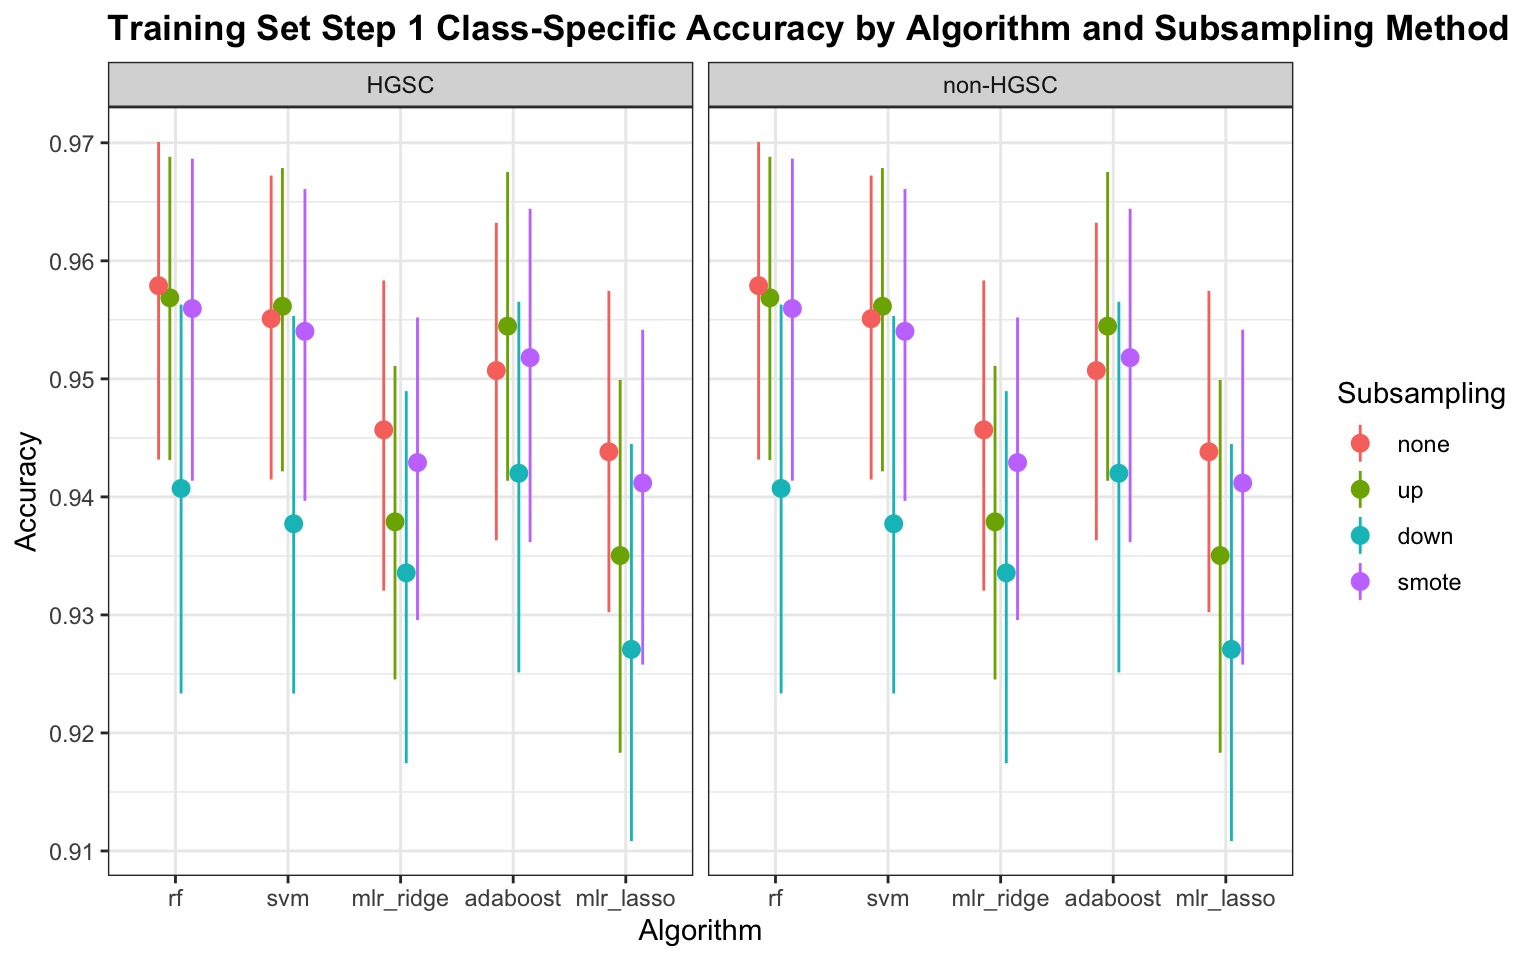 Training Set Step 1 Class-Specific Accuracy by Algorithm and Subsampling Method
HGSC
non-HGSC
0.97
0.96
0.95
0.94
0.93
0.92
0.91
Accuracy
rf svm mlr_ridge adaboost mlr_lasso
rf svm mlr_ridge adaboost mlr_lasso
Algorithm
Subsampling
none
up
down
smote